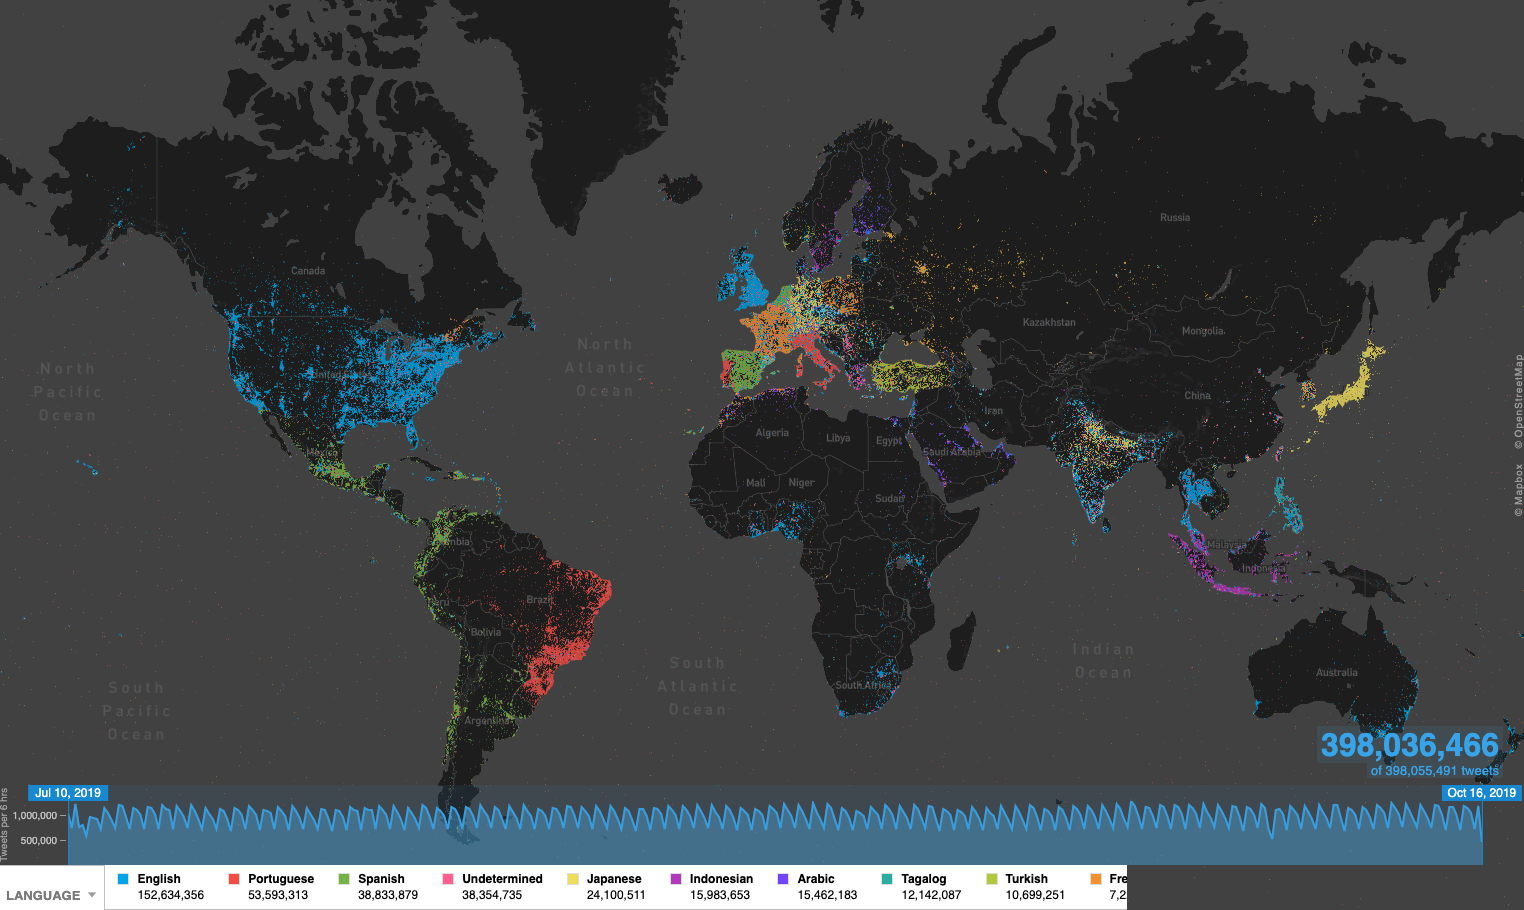 Russia
Canada
Kazakhstan
Mongolia
North
Pacific
Ocean
North
Atlantic
Ocean
United States
China
Iran
Algeria
Libya
Egypt
Saudi Arabia
Mexico
Mali
Niger
Sudan
Colombia
Malaysia
Indonesia
Peru
Brazil
Bolivia
South
Atlantic
Ocean
Indian
Ocean
South
Pacific
Ocean
South Africa
Australia
Argentina
© Mapbox © OpenStreetMap
398,036,466
of 398,055,491 tweets
Jul 10, 2019
Oct 16, 2019
Tweets per 6 hrs
1,000,000
500,000
LANGUAGE
English
152,634,356
Portuguese
53,593,313
Spanish
38,833,879
Undetermined
38,354,735
Japanese
24,100,511
Indonesian
15,983,653
Arabic
15,462,183
Tagalog
12,142,087
Turkish
10,699,251
Fre
7,2